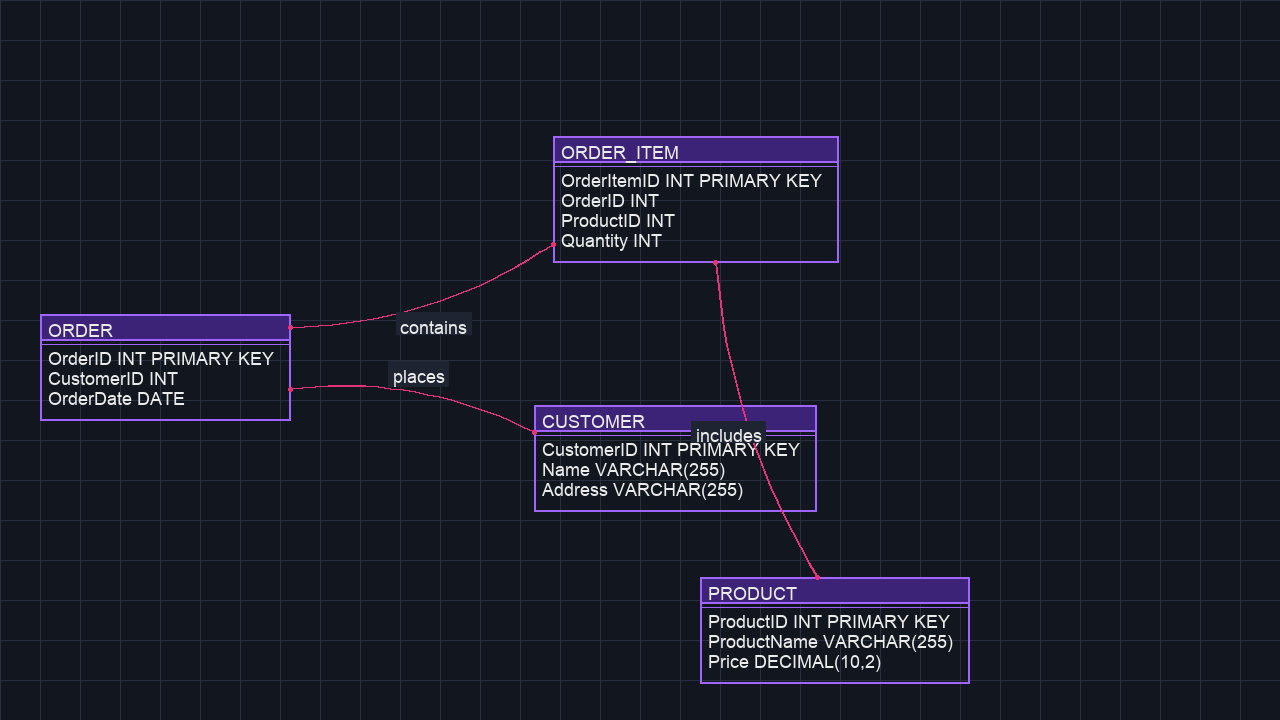 ORDER_ITEM
OrderItemID INT PRIMARY KEY
OrderID INT
ProductID INT
Quantity INT
contains
ORDER
OrderID INT PRIMARY KEY
CustomerID INT
OrderDate DATE
places
CUSTOMER
includes
CustomerID INT PRIMARY KEY
Name VARCHAR(255)
Address VARCHAR(255)
PRODUCT
ProductID INT PRIMARY KEY
ProductName VARCHAR(255)
Price DECIMAL(10,2)